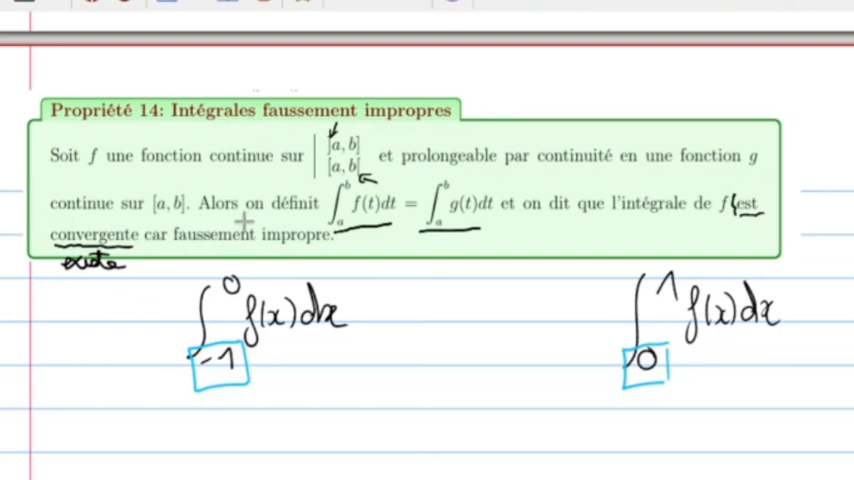 Propriété 14: Intégrales faussement impropres
Soit f une fonction continue sur | ]a, b] [a, b[ et prolongeable par continuité en une fonction g
continue sur [a, b]. Alors on définit ∫_a^b f(t)dt = ∫_a^b g(t)dt et on dit que l'intégrale de f est
convergente car faussement impropre.
existe
∫_{-1}^0 f(x)dx ∫_0^1 f(x)dx